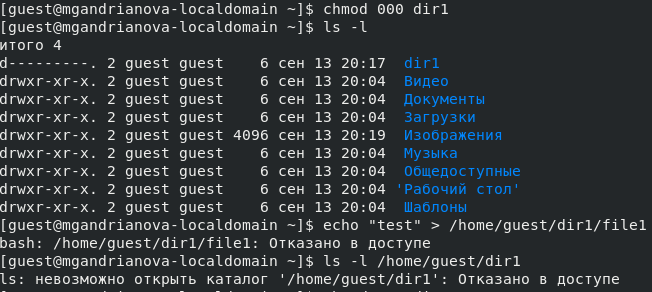 [guest@mgandrianova-localdomain ~]$ chmod 000 dir1
[guest@mgandrianova-localdomain ~]$ ls -l
итого 4
d---------. 2 guest guest    6 сен 13 20:17  dir1
drwxr-xr-x. 2 guest guest    6 сен 13 20:04  Видео
drwxr-xr-x. 2 guest guest    6 сен 13 20:04  Документы
drwxr-xr-x. 2 guest guest    6 сен 13 20:04  Загрузки
drwxr-xr-x. 2 guest guest 4096 сен 13 20:19  Изображения
drwxr-xr-x. 2 guest guest    6 сен 13 20:04  Музыка
drwxr-xr-x. 2 guest guest    6 сен 13 20:04  Общедоступные
drwxr-xr-x. 2 guest guest    6 сен 13 20:04 'Рабочий стол'
drwxr-xr-x. 2 guest guest    6 сен 13 20:04  Шаблоны
[guest@mgandrianova-localdomain ~]$ echo "test" > /home/guest/dir1/file1
bash: /home/guest/dir1/file1: Отказано в доступе
[guest@mgandrianova-localdomain ~]$ ls -l /home/guest/dir1
ls: невозможно открыть каталог '/home/guest/dir1': Отказано в доступе